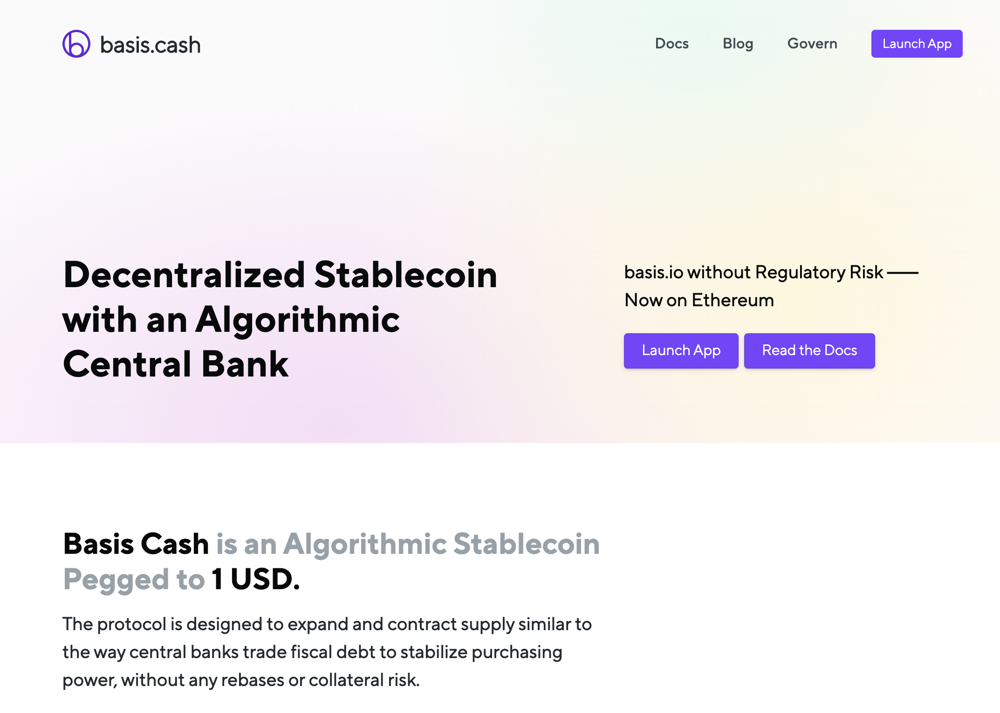 basis.cash
Docs
Blog
Govern
Launch App
Decentralized Stablecoin
with an Algorithmic
Central Bank
basis.io without Regulatory Risk ——
Now on Ethereum
Launch App
Read the Docs
Basis Cash is an Algorithmic Stablecoin
Pegged to 1 USD.
The protocol is designed to expand and contract supply similar to
the way central banks trade fiscal debt to stabilize purchasing
power, without any rebases or collateral risk.